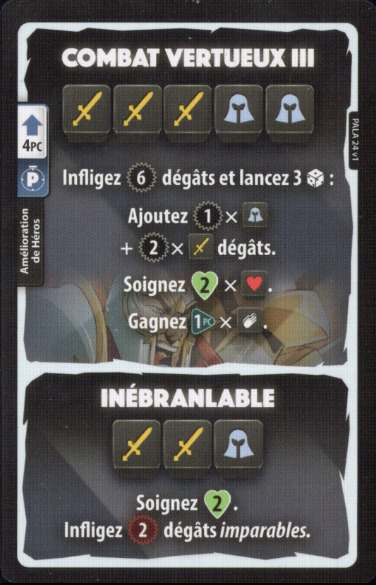 COMBAT VERTUEUX III
4PC
P
Amélioration
de Héros
PALA 24 v1
Infligez 6 dégâts et lancez 3 :
Ajoutez 1 ×
+ 2 × dégâts.
Soignez 2 × .
Gagnez 1PC × .
INÉBRANLABLE
Soignez 2 .
Infligez 2 dégâts imparables.